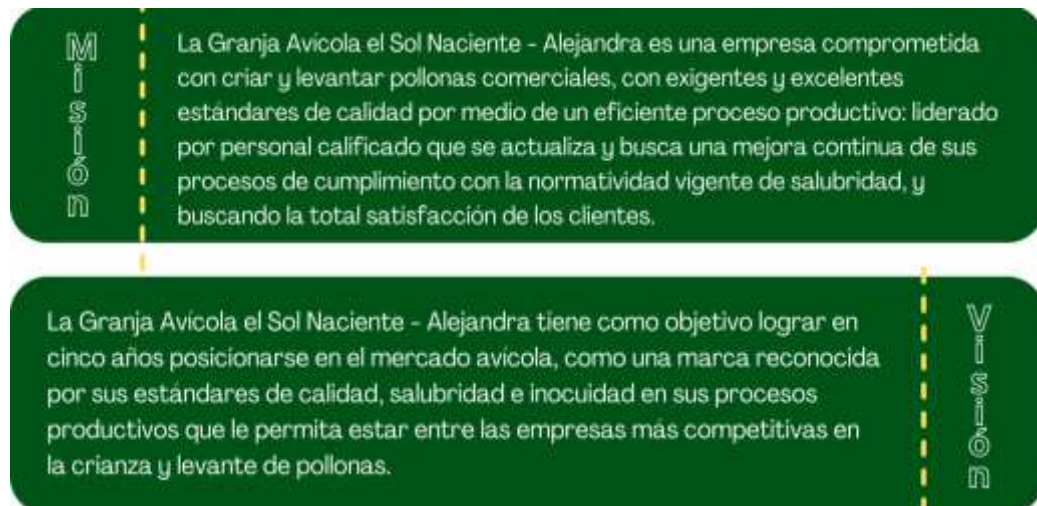 Misión
La Granja Avícola el Sol Naciente - Alejandra es una empresa comprometida
con criar y levantar pollonas comerciales, con exigentes y excelentes
estándares de calidad por medio de un eficiente proceso productivo: liderado
por personal calificado que se actualiza y busca una mejora continua de sus
procesos de cumplimiento con la normatividad vigente de salubridad, y
buscando la total satisfacción de los clientes.
La Granja Avícola el Sol Naciente - Alejandra tiene como objetivo lograr en
cinco años posicionarse en el mercado avícola, como una marca reconocida
por sus estándares de calidad, salubridad e inocuidad en sus procesos
productivos que le permita estar entre las empresas más competitivas en
la crianza y levante de pollonas.
Visión